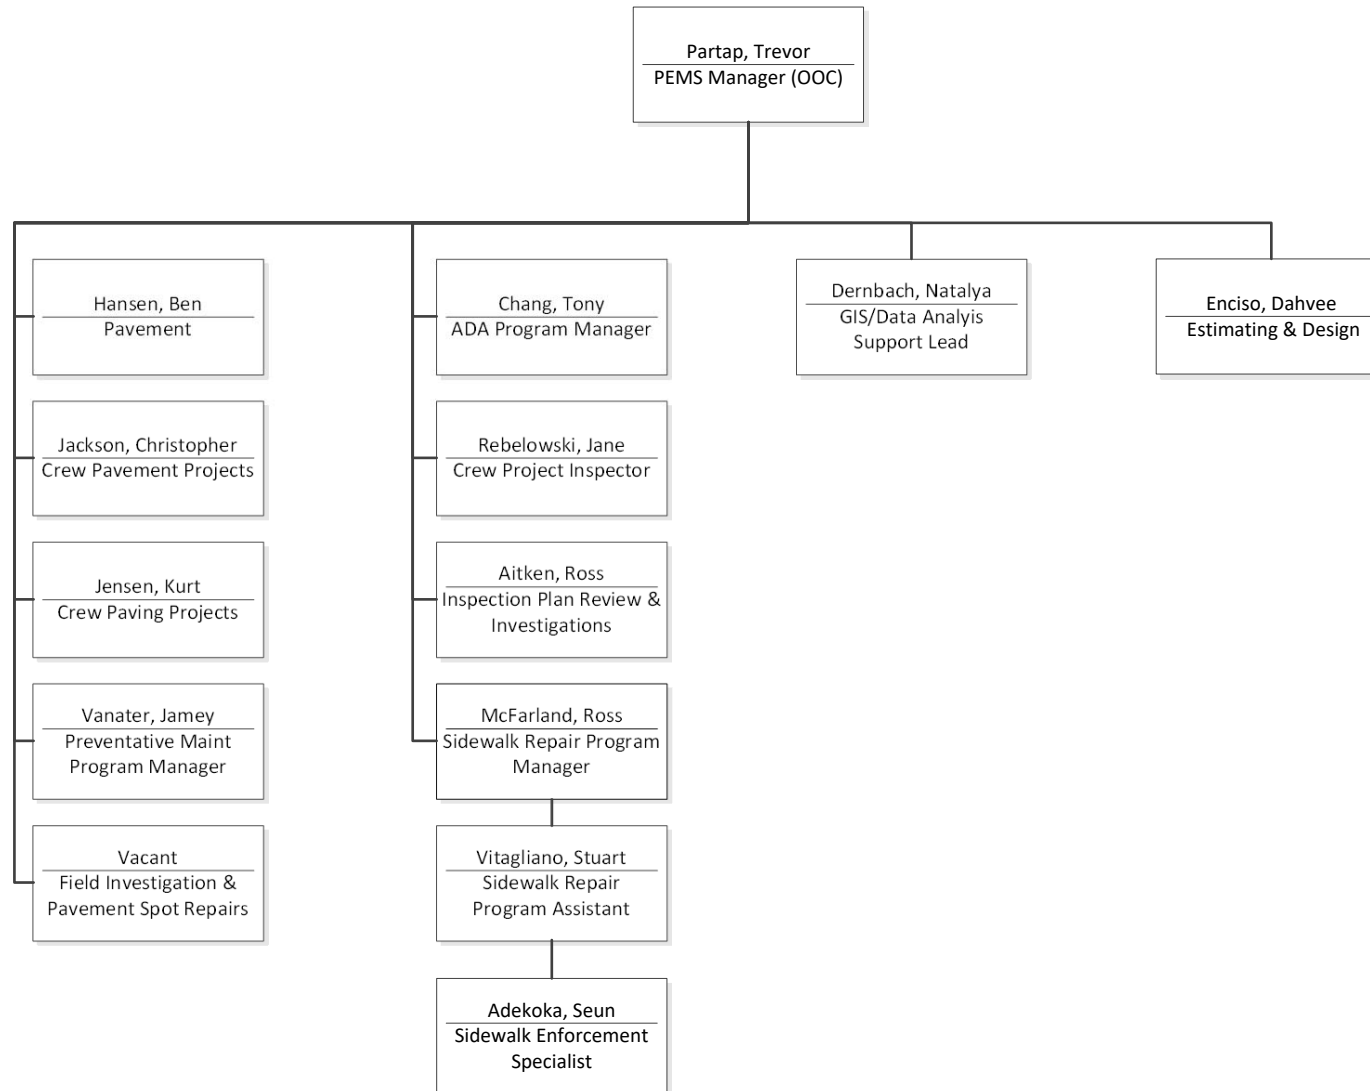 Partap, Trevor
PEMS Manager (OOC)
Hansen, Ben
Pavement
Chang, Tony
ADA Program Manager
Dernbach, Natalya
GIS/Data Analyis
Support Lead
Enciso, Dahvee
Estimating & Design
Jackson, Christopher
Crew Pavement Projects
Rebelowski, Jane
Crew Project Inspector
Jensen, Kurt
Crew Paving Projects
Aitken, Ross
Inspection Plan Review &
Investigations
Vanater, Jamey
Preventative Maint
Program Manager
McFarland, Ross
Sidewalk Repair Program
Manager
Vacant
Field Investigation &
Pavement Spot Repairs
Vitagliano, Stuart
Sidewalk Repair
Program Assistant
Adekoka, Seun
Sidewalk Enforcement
Specialist